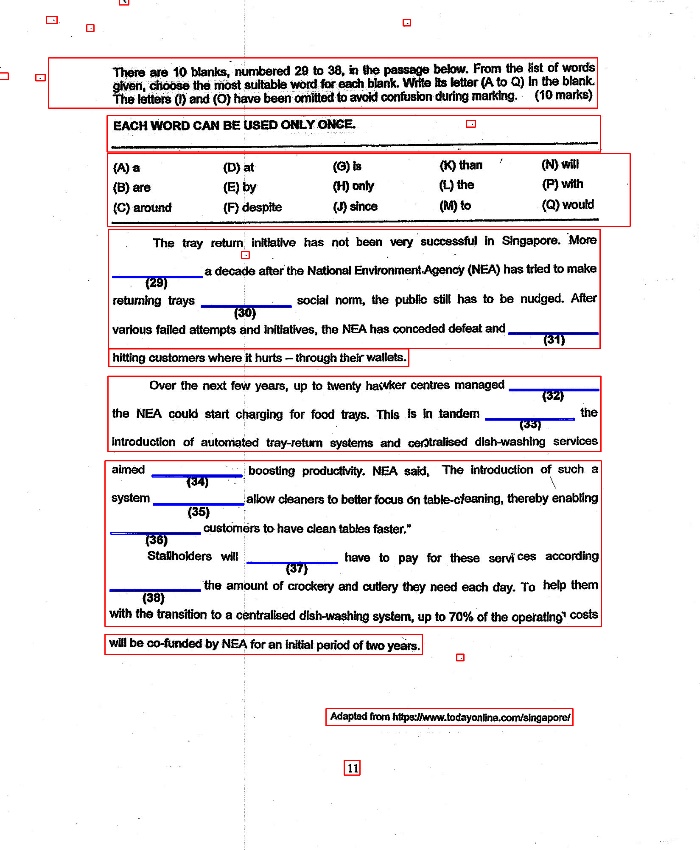 There are 10 blanks, numbered 29 to 38, in the passage below. From the list of words
given, choose the most suitable word for each blank. Write its letter (A to Q) in the blank.
The letters (I) and (O) have been omitted to avoid confusion during marking. (10 marks)
EACH WORD CAN BE USED ONLY ONCE.
(A) a (D) at (G) is (K) than (N) will
(B) are (E) by (H) only (L) the (P) with
(C) around (F) despite (J) since (M) to (Q) would
The tray return initiative has not been very successful in Singapore. More
a decade after the National Environment Agency (NEA) has tried to make
(29)
returning trays social norm, the public still has to be nudged. After
(30)
various failed attempts and initiatives, the NEA has conceded defeat and
(31)
hitting customers where it hurts – through their wallets.
Over the next few years, up to twenty hawker centres managed
(32)
the NEA could start charging for food trays. This is in tandem the
(33)
introduction of automated tray-return systems and centralised dish-washing services
aimed boosting productivity. NEA said, The introduction of such a
(34)
system allow cleaners to better focus on table-cleaning, thereby enabling
(35)
customers to have clean tables faster."
(36)
Stallholders will have to pay for these services according
(37)
the amount of crockery and cutlery they need each day. To help them
(38)
with the transition to a centralised dish-washing system, up to 70% of the operating costs
will be co-funded by NEA for an initial period of two years.
Adapted from https://www.todayonline.com/singapore/
11